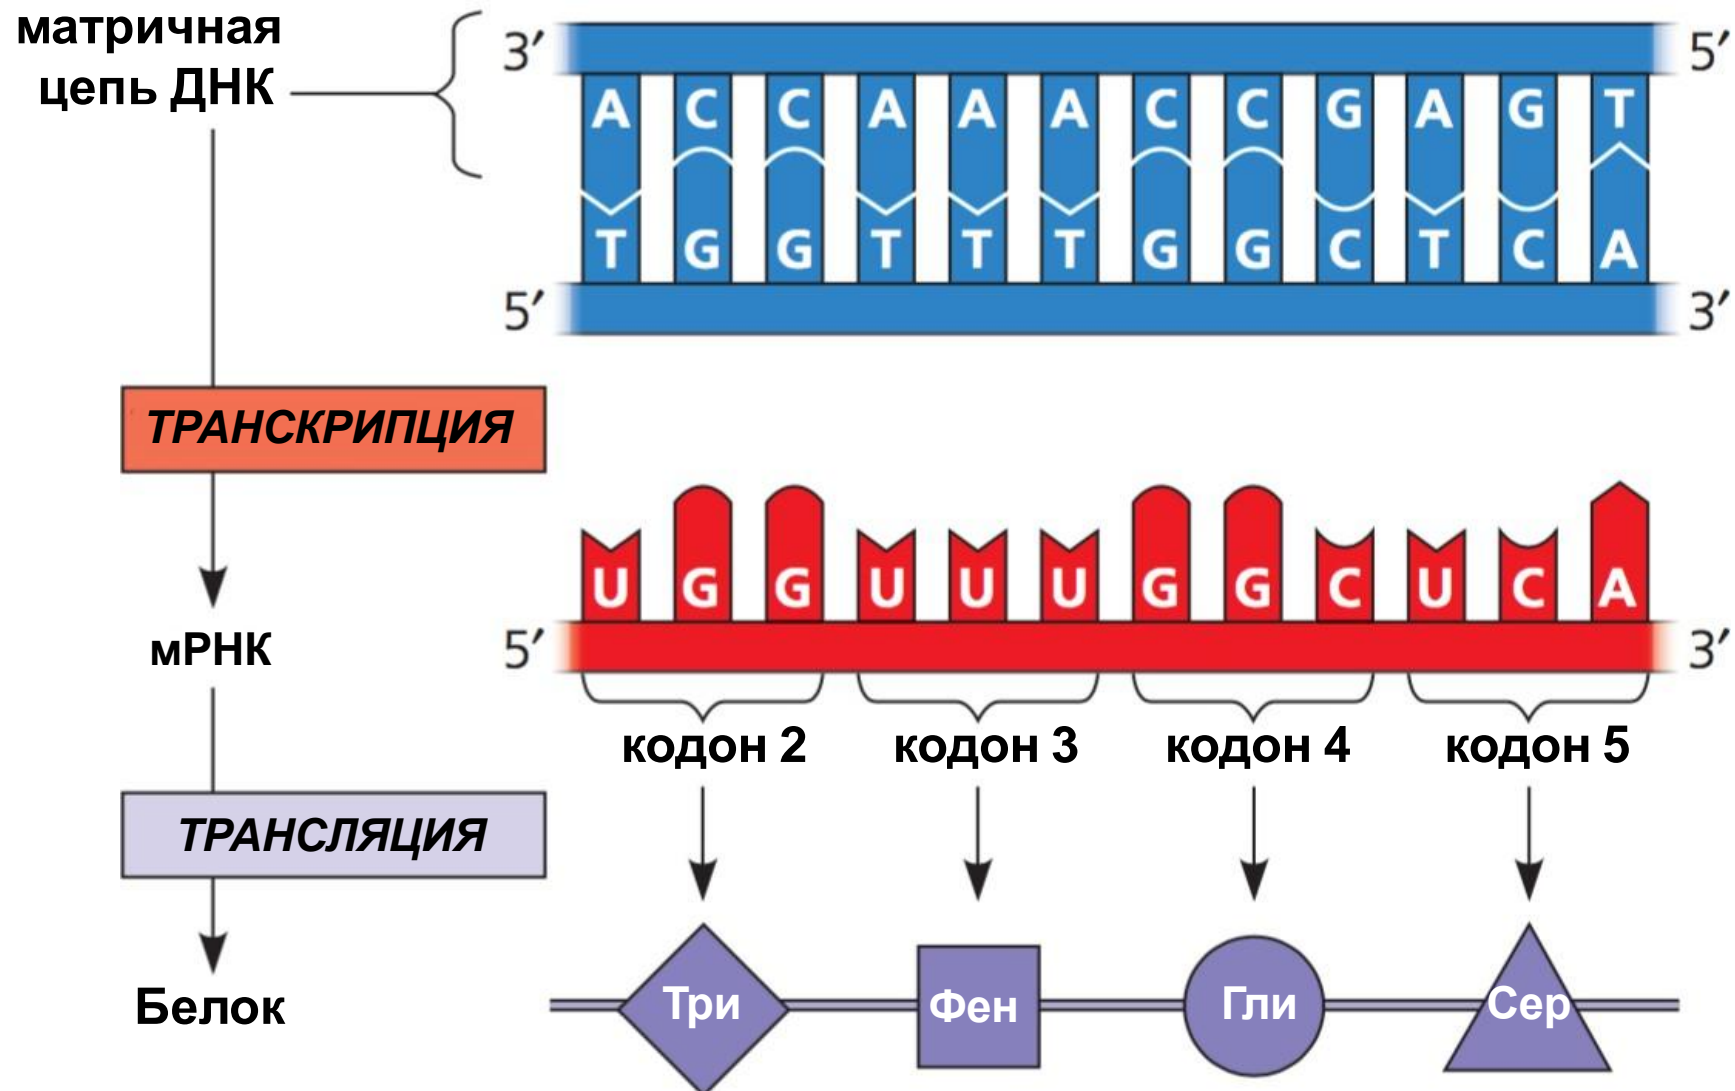 матричная
цепь ДНК
3′ 5′
A C C A A A C C G A G T
T G G T T T G G C T C A
5′ 3′
ТРАНСКРИПЦИЯ
U G G U U U G G C U C A
мРНК
5′ 3′
кодон 2 кодон 3 кодон 4 кодон 5
ТРАНСЛЯЦИЯ
Белок
Три Фен Гли Сер